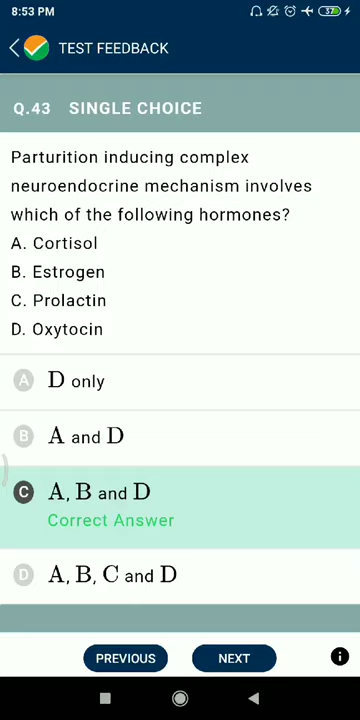 8:53 PM 37
TEST FEEDBACK
Q.43 SINGLE CHOICE
Parturition inducing complex
neuroendocrine mechanism involves
which of the following hormones?
A. Cortisol
B. Estrogen
C. Prolactin
D. Oxytocin
A D only
B A and D
C A, B and D
Correct Answer
D A, B, C and D
PREVIOUS NEXT